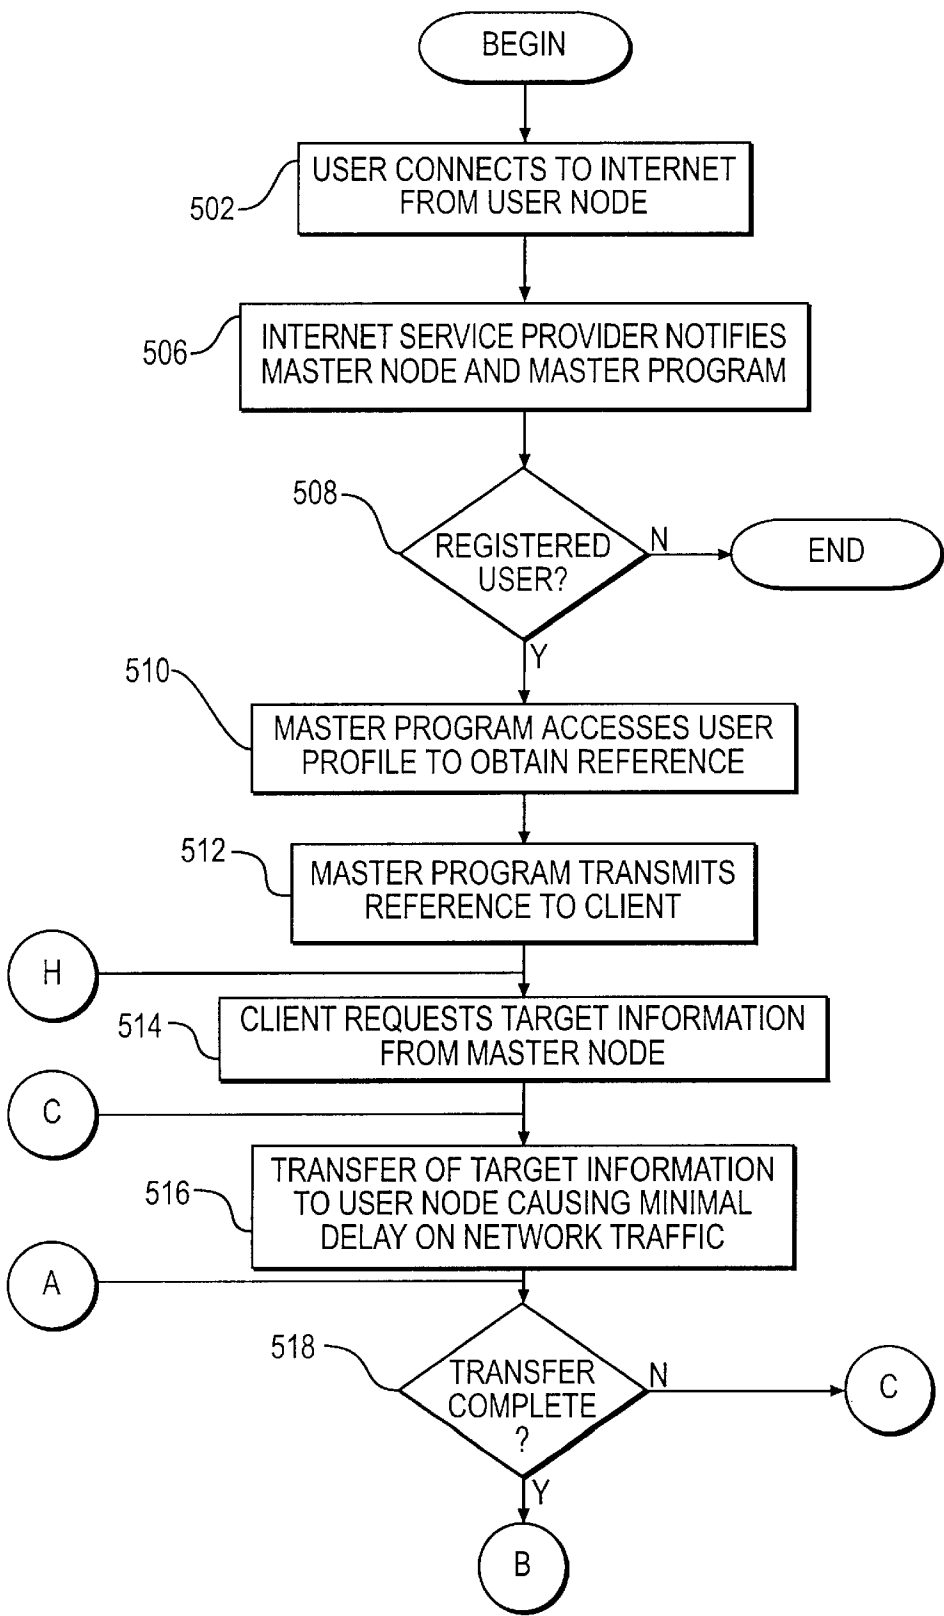 BEGIN
USER CONNECTS TO INTERNET
FROM USER NODE
502
INTERNET SERVICE PROVIDER NOTIFIES
MASTER NODE AND MASTER PROGRAM
506
508
REGISTERED
USER?
N
END
Y
510
MASTER PROGRAM ACCESSES USER
PROFILE TO OBTAIN REFERENCE
512
MASTER PROGRAM TRANSMITS
REFERENCE TO CLIENT
H
514
CLIENT REQUESTS TARGET INFORMATION
FROM MASTER NODE
C
516
TRANSFER OF TARGET INFORMATION
TO USER NODE CAUSING MINIMAL
DELAY ON NETWORK TRAFFIC
A
518
TRANSFER
COMPLETE
?
N
C
Y
B